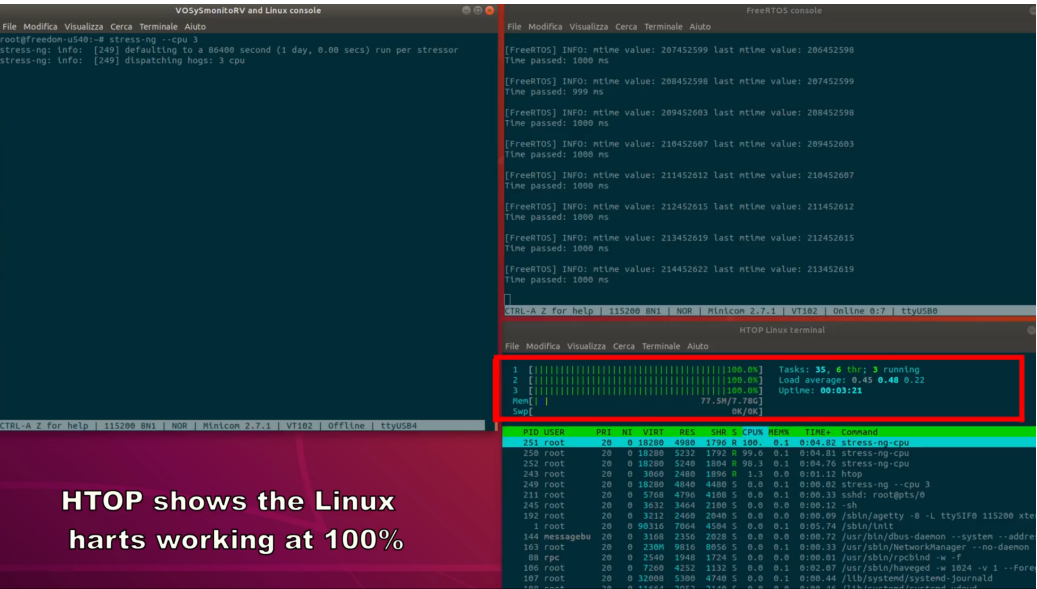 VOSySmonitoRV and Linux console
File Modifica Visualizza Cerca Terminale Aiuto
root@freedom-u540:~# stress-ng --cpu 3
stress-ng: info:  [249] defaulting to a 86400 second (1 day, 0.00 secs) run per stressor
stress-ng: info:  [249] dispatching hogs: 3 cpu
CTRL-A Z for help | 115200 8N1 | NOR | Minicom 2.7.1 | VT102 | Offline | ttyUSB4
FreeRTOS console
File Modifica Visualizza Cerca Terminale Aiuto
[FreeRTOS] INFO: mtime value: 207452599 last mtime value: 206452598
Time passed: 1000 ms
[FreeRTOS] INFO: mtime value: 208452598 last mtime value: 207452599
Time passed: 999 ms
[FreeRTOS] INFO: mtime value: 209452603 last mtime value: 208452598
Time passed: 1000 ms
[FreeRTOS] INFO: mtime value: 210452607 last mtime value: 209452603
Time passed: 1000 ms
[FreeRTOS] INFO: mtime value: 211452612 last mtime value: 210452607
Time passed: 1000 ms
[FreeRTOS] INFO: mtime value: 212452615 last mtime value: 211452612
Time passed: 1000 ms
[FreeRTOS] INFO: mtime value: 213452619 last mtime value: 212452615
Time passed: 1000 ms
[FreeRTOS] INFO: mtime value: 214452622 last mtime value: 213452619
Time passed: 1000 ms
CTRL-A Z for help | 115200 8N1 | NOR | Minicom 2.7.1 | VT102 | Online 0:7 | ttyUSB0
HTOP Linux terminal
File Modifica Visualizza Cerca Terminale Aiuto
1 [||||||||||||||||||||||||||||||||||||100.0%] Tasks: 35, 6 thr; 3 running
2 [||||||||||||||||||||||||||||||||||||100.0%] Load average: 0.45 0.48 0.22
3 [||||||||||||||||||||||||||||||||||||100.0%] Uptime: 00:03:21
Mem[|| 77.5M/7.78G]
Swp[ 0K/0K]
PID USER PRI NI VIRT RES SHR S CPU% MEM% TIME+ Command
251 root 20 0 18280 4980 1796 R 100. 0.1 0:04.82 stress-ng-cpu
250 root 20 0 18280 5232 1792 R 99.6 0.1 0:04.81 stress-ng-cpu
252 root 20 0 18280 5240 1804 R 98.3 0.1 0:04.76 stress-ng-cpu
243 root 20 0 3060 2480 1896 R 1.3 0.0 0:01.12 htop
249 root 20 0 18280 4840 4480 S 0.0 0.1 0:00.02 stress-ng --cpu 3
211 root 20 0 5768 4796 4108 S 0.0 0.1 0:00.33 sshd: root@pts/0
245 root 20 0 3632 3464 2100 S 0.0 0.0 0:00.12 -sh
192 root 20 0 3212 2460 2040 S 0.0 0.0 0:00.09 /sbin/agetty -8 -L ttySIF0 115200 xte
1 root 20 0 90316 7064 4504 S 0.0 0.1 0:05.74 /sbin/init
144 messagebu 20 0 3168 2356 2028 S 0.0 0.0 0:00.72 /usr/bin/dbus-daemon --system --addre
163 root 20 0 230M 9816 8056 S 0.0 0.1 0:00.33 /usr/sbin/NetworkManager --no-daemon
88 rpc 20 0 2540 1948 1724 S 0.0 0.0 0:00.01 /usr/sbin/rpcbind -w -f
106 root 20 0 7260 4252 1132 S 0.0 0.1 0:02.07 /usr/sbin/haveged -w 1024 -v 1 --Fore
107 root 20 0 32008 5300 4740 S 0.0 0.1 0:00.44 /lib/systemd/systemd-journald
HTOP shows the Linux
harts working at 100%